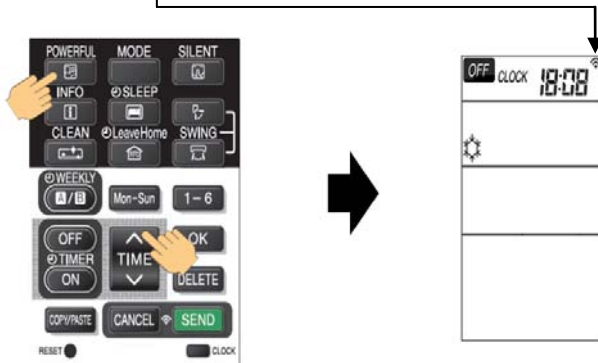 POWERFUL MODE SILENT
INFO SLEEP
CLEAN LeaveHome SWING
WEEKLY
A/B Mon-Sun 1-6
OFF OK
TIMER TIME
ON DELETE
COPY/PASTE CANCEL SEND
RESET CLOCK
OFF CLOCK 18:08